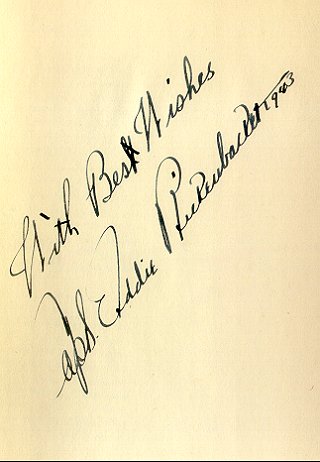 With Best Wishes
Capt. Eddie Rickenbacker 1943